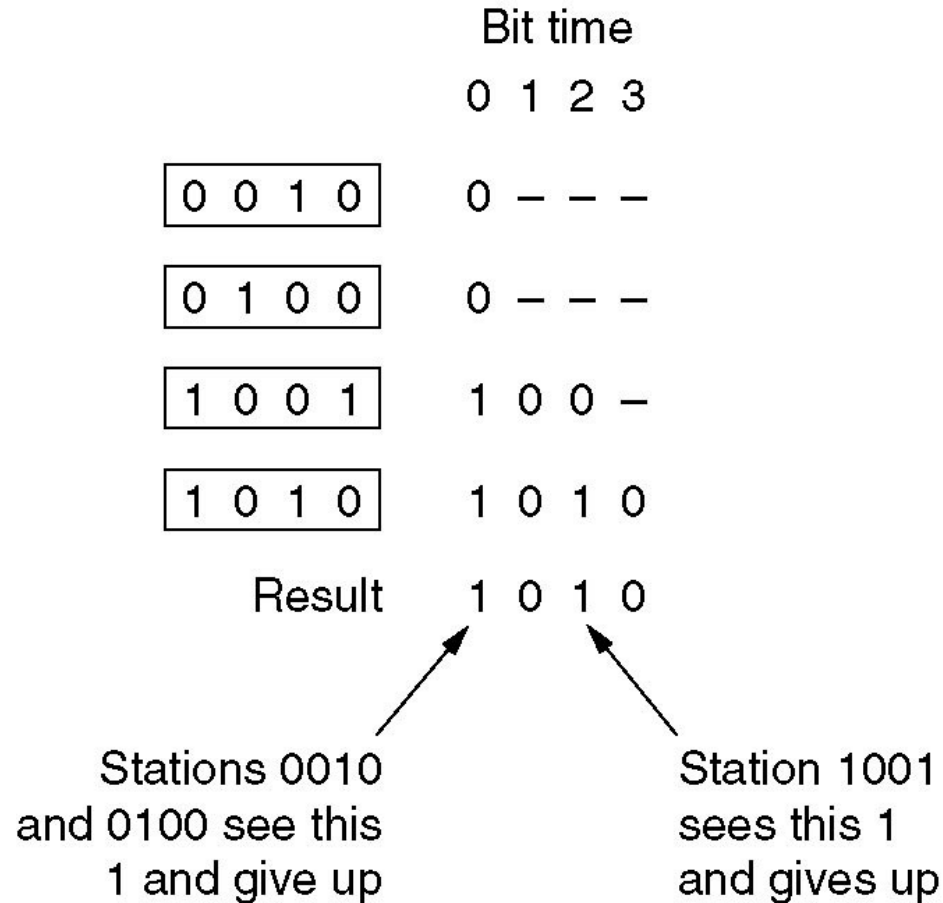 Bit time
0 1 2 3
0 0 1 0 0 – – –
0 1 0 0 0 – – –
1 0 0 1 1 0 0 –
1 0 1 0 1 0 1 0
Result 1 0 1 0
Stations 0010
and 0100 see this
1 and give up
Station 1001
sees this 1
and gives up